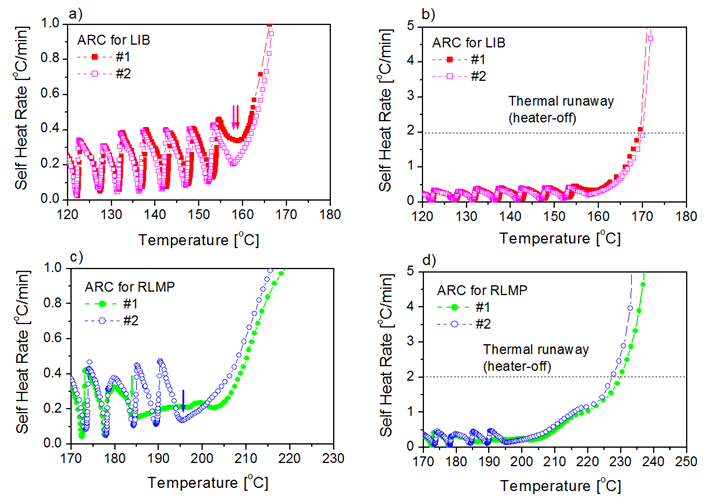 a)
ARC for LIB
#1
#2
Self Heat Rate [°C/min]
1.0
0.8
0.6
0.4
0.2
0.0
120 130 140 150 160 170 180
Temperature [°C]
b)
ARC for LIB
#1
#2
Thermal runaway
(heater-off)
Self Heat Rate [°C/min]
5
4
3
2
1
0
120 130 140 150 160 170 180
Temperature [°C]
c)
ARC for RLMP
#1
#2
Self Heat Rate [°C/min]
1.0
0.8
0.6
0.4
0.2
0.0
170 180 190 200 210 220 230
Temperature [°C]
d)
ARC for RLMP
#1
#2
Thermal runaway
(heater-off)
Self Heat Rate [°C/min]
5
4
3
2
1
0
170 180 190 200 210 220 230 240 250
Temperature [°C]